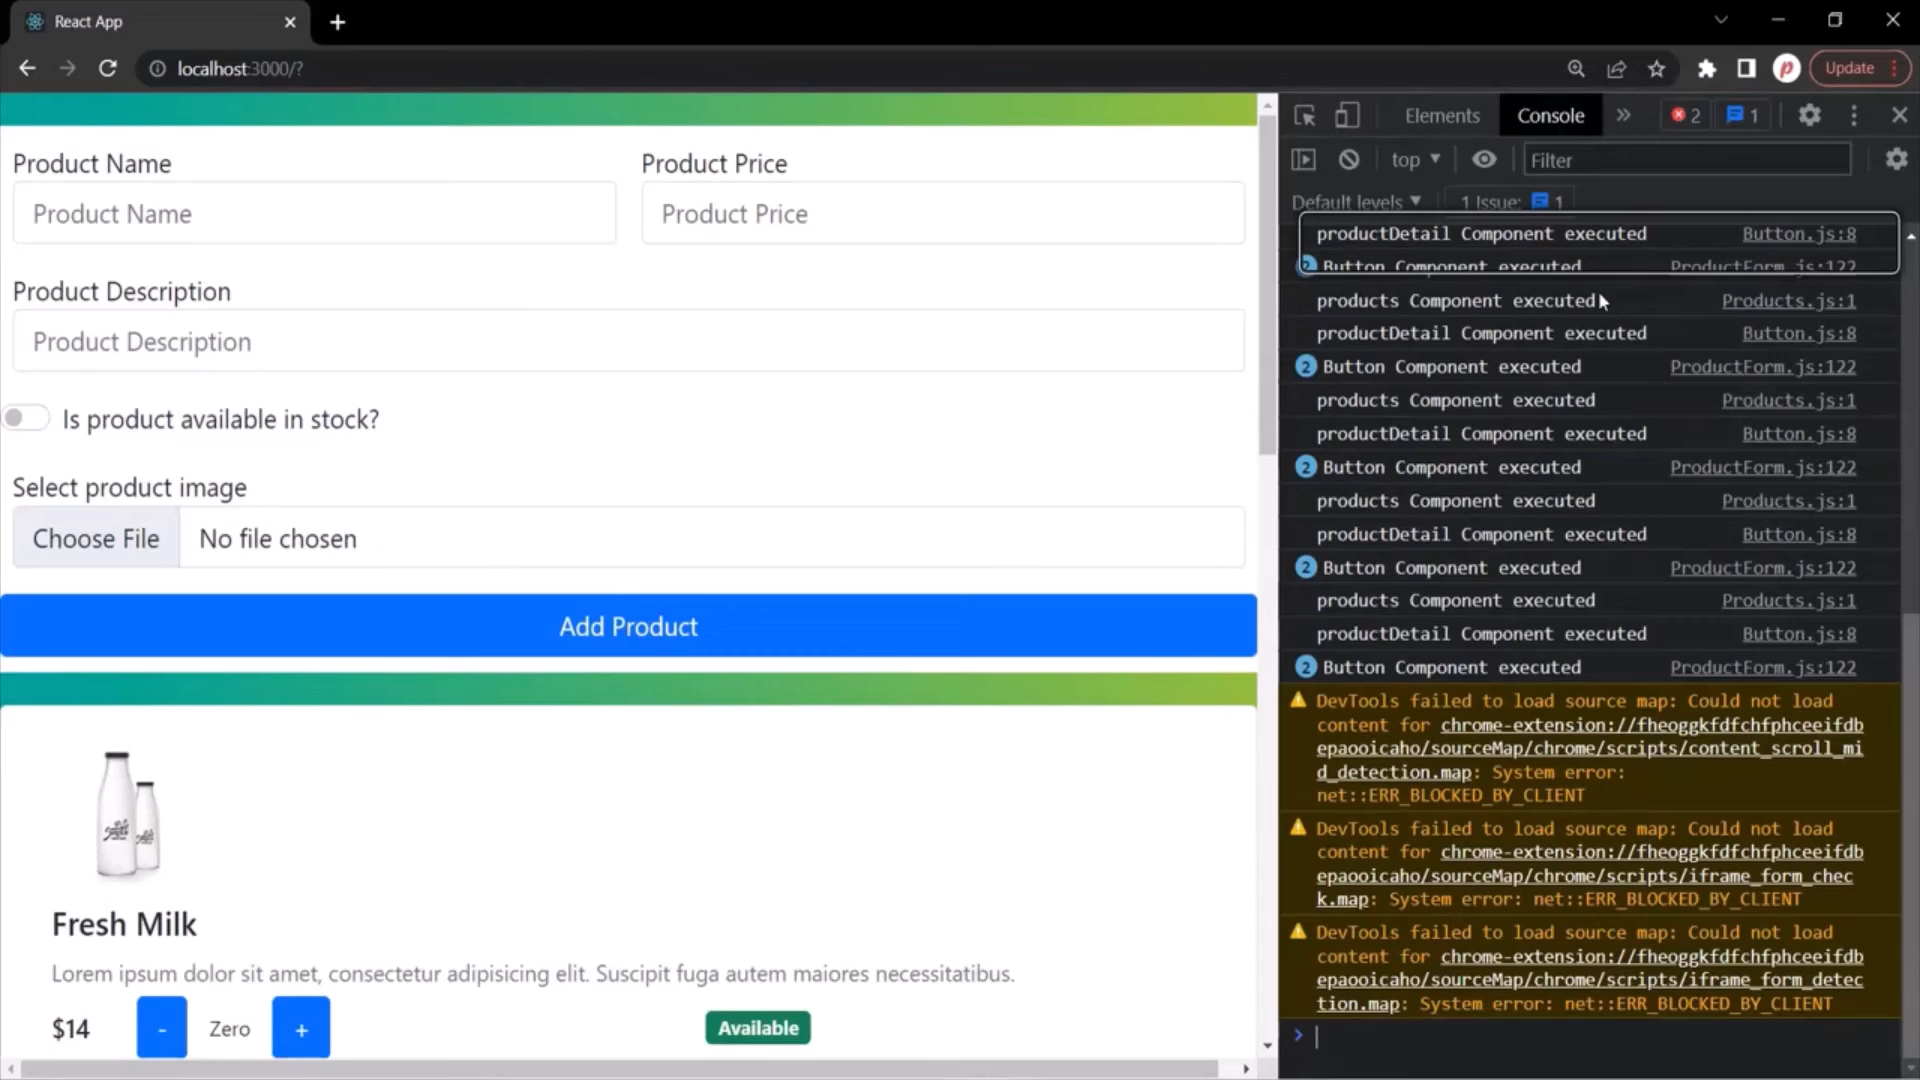 React App
localhost:3000/?
Update
Product Name
Product Price
Product Name
Product Price
Product Description
Product Description
Is product available in stock?
Select product image
Choose File
No file chosen
Add Product
Fresh Milk
Lorem ipsum dolor sit amet, consectetur adipisicing elit. Suscipit fuga autem maiores necessitatibus.
$14
-
Zero
+
Available
Elements
Console
2
1
top
Filter
Default levels
1 Issue: 1
productDetail Component executed Button.js:8
2 Button Component executed ProductForm.js:122
products Component executed Products.js:1
productDetail Component executed Button.js:8
2 Button Component executed ProductForm.js:122
products Component executed Products.js:1
productDetail Component executed Button.js:8
2 Button Component executed ProductForm.js:122
products Component executed Products.js:1
productDetail Component executed Button.js:8
2 Button Component executed ProductForm.js:122
products Component executed Products.js:1
productDetail Component executed Button.js:8
2 Button Component executed ProductForm.js:122
DevTools failed to load source map: Could not load
content for chrome-extension://fheoggkfdfchfphceeifdb
epaooicaho/sourceMap/chrome/scripts/content_scroll_mi
d_detection.map: System error:
net::ERR_BLOCKED_BY_CLIENT
DevTools failed to load source map: Could not load
content for chrome-extension://fheoggkfdfchfphceeifdb
epaooicaho/sourceMap/chrome/scripts/iframe_form_chec
k.map: System error: net::ERR_BLOCKED_BY_CLIENT
DevTools failed to load source map: Could not load
content for chrome-extension://fheoggkfdfchfphceeifdb
epaooicaho/sourceMap/chrome/scripts/iframe_form_detec
tion.map: System error: net::ERR_BLOCKED_BY_CLIENT